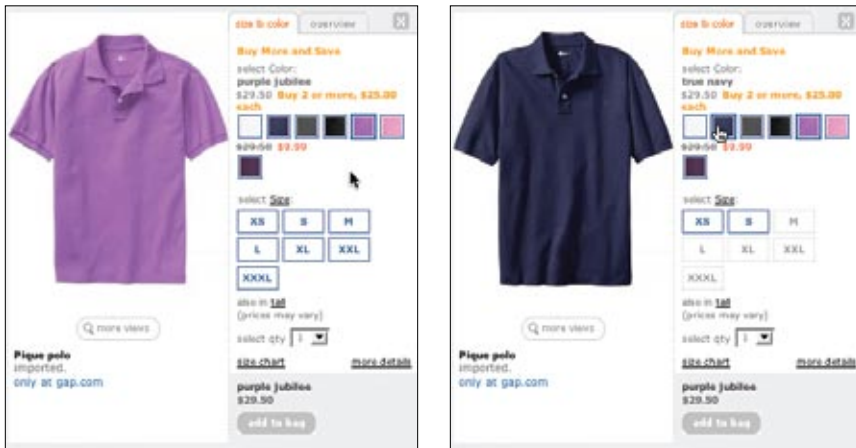 size & color
overview
X
Buy More and Save
select Color:
purple jubilee
$29.50 Buy 2 or more, $25.00
each
$29.50 $9.99
select Size:
XS S M
L XL XXL
XXXL
also in tall
(prices may vary)
select qty 1
size chart more details
more views
Pique polo
imported.
only at gap.com
purple jubilee
$29.50
add to bag
size & color
overview
X
Buy More and Save
select Color:
true navy
$29.50 Buy 2 or more, $25.00
each
$29.50 $9.99
select Size:
XS S M
L XL XXL
XXXL
also in tall
(prices may vary)
select qty 1
size chart more details
more views
Pique polo
imported.
only at gap.com
purple jubilee
$29.50
add to bag